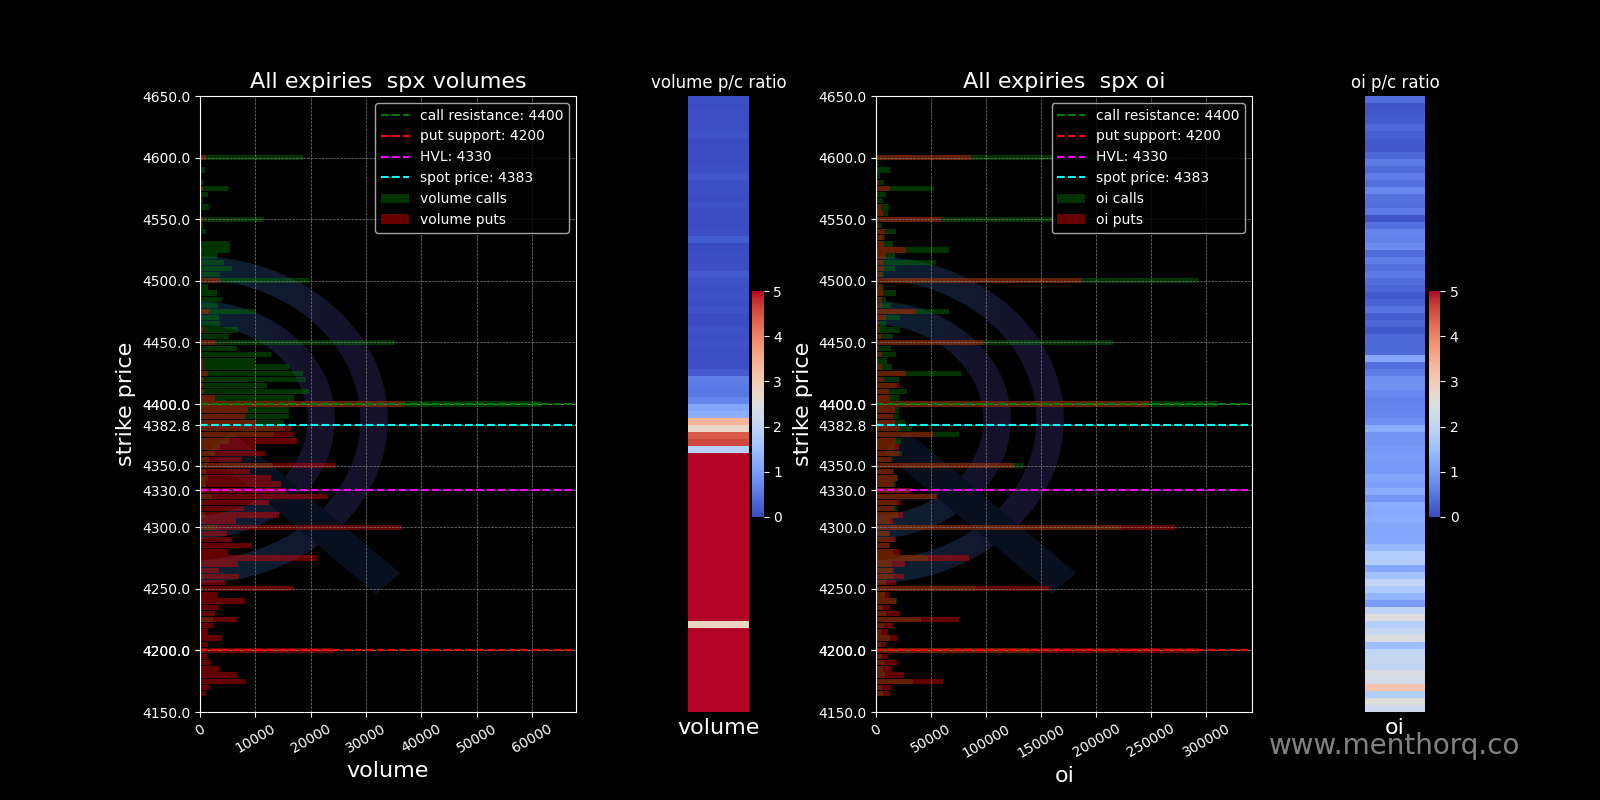 All expiries  spx volumes
volume p/c ratio
All expiries  spx oi
oi p/c ratio
call resistance: 4400
put support: 4200
HVL: 4330
spot price: 4383
volume calls
volume puts
4650.0
4600.0
4550.0
4500.0
4450.0
4400.0
4382.8
4350.0
4330.0
4300.0
4250.0
4200.0
4150.0
strike price
0
10000
20000
30000
40000
50000
60000
volume
5
4
3
2
1
0
volume
call resistance: 4400
put support: 4200
HVL: 4330
spot price: 4383
oi calls
oi puts
4650.0
4600.0
4550.0
4500.0
4450.0
4400.0
4382.8
4350.0
4330.0
4300.0
4250.0
4200.0
4150.0
strike price
0
50000
100000
150000
200000
250000
300000
oi
5
4
3
2
1
0
oi
www.menthorq.co